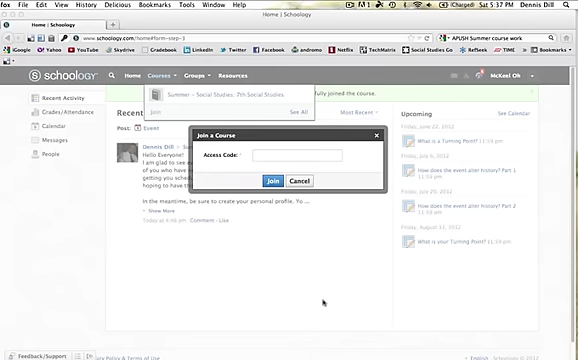 fox File Edit View History Delicious Bookmarks Tools Window Help (Charged) Sat 5:37 PM Dennis Dill
Home | Schoology
Home | Schoology
www.schoology.com/home#form-step-3
APUSH Summer course work
iGoogle Yahoo YouTube Skydrive LinkedIn Twitter Facebook andromo Netflix TechMatrix Social Studies Go ProfBlog Time Bookmarks
schoology Home Courses Groups Resources McKeel Oh
Summer – Social Studies: 7th Social Studies
fully joined the course.
Join See All
Recent Activity
Grades/Attendance
Calendar
Messages
People
Recen
Most Recent
Post: Event
Upcoming See Calendar
Join a Course
Access Code:
Join Cancel
Dennis Dill
Hello Everyone!
I am glad to see
of you who have
getting you sched
hoping to have th
In the meantime, be sure to create your personal profile. Yo ...
Show More
Today at 4:56 pm Comment · Like
Friday, June 22, 2012
What is a Turning Point? 11:59 pm
Friday, July 6, 2012
How does the event alter history? Part 1
11:59 pm
Friday, July 20, 2012
How does the event alter history? Part 2
11:59 pm
Friday, August 10, 2012
What is your Turning Point? 11:59 pm
Feedback/Support
acy Policy & Terms of Use
English Schoology © 2012